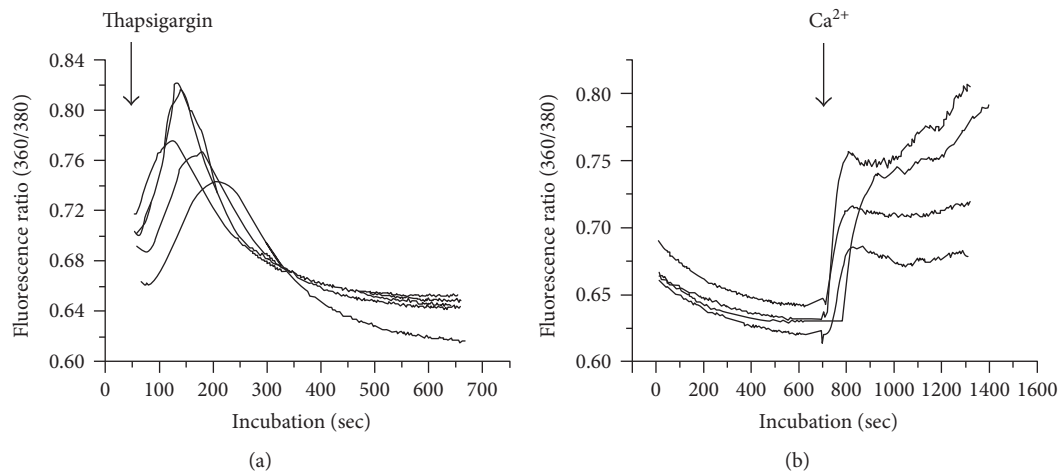 Thapsigargin
0.84
0.80
0.76
0.72
0.68
0.64
0.60
Fluorescence ratio (360/380)
0 100 200 300 400 500 600 700
Incubation (sec)
(a)
Ca²⁺
0.80
0.75
0.70
0.65
0.60
Fluorescence ratio (360/380)
0 200 400 600 800 1000 1200 1400 1600
Incubation (sec)
(b)